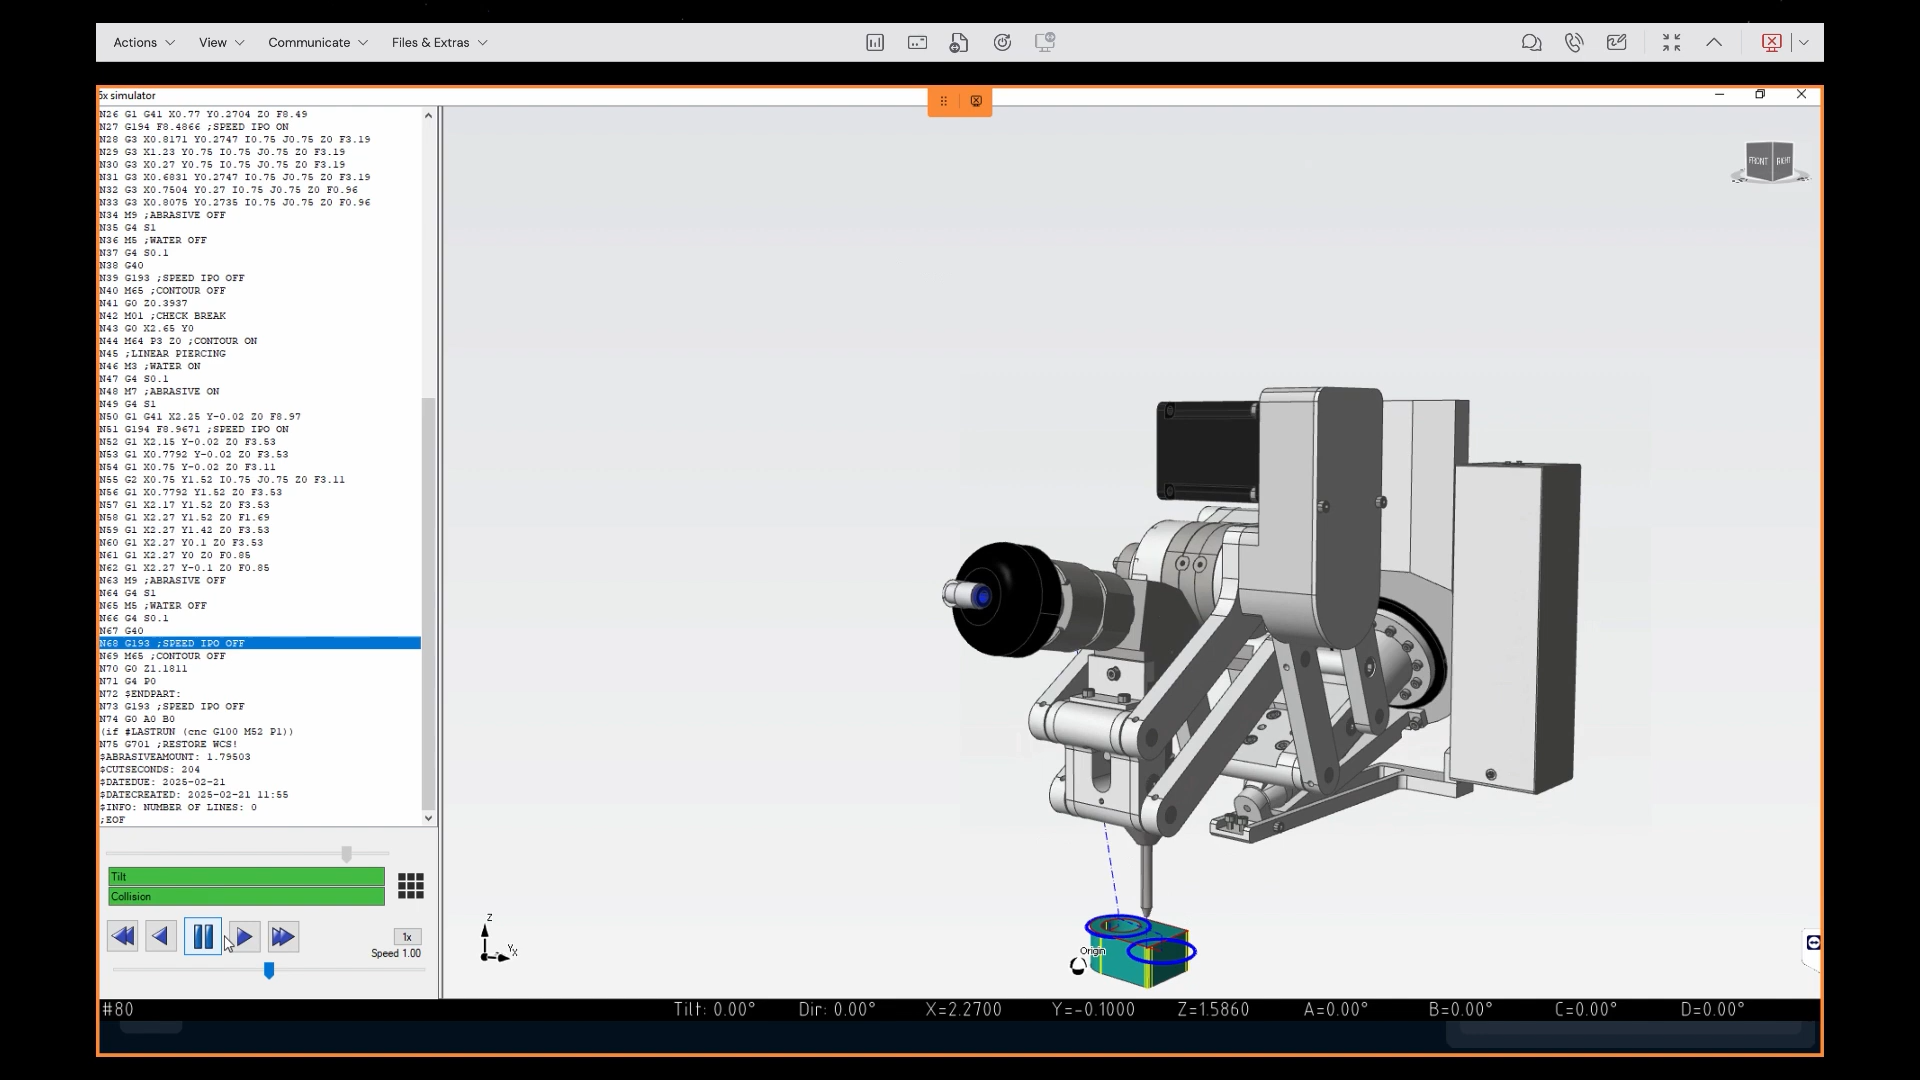 Actions
View
Communicate
Files & Extras
5x simulator
N26 G1 G41 X0.77 Y0.2704 Z0 F8.49
N27 G194 F8.4866 ;SPEED IPO ON
N28 G3 X0.8171 Y0.2747 I0.75 J0.75 Z0 F3.19
N29 G3 X1.23 Y0.75 I0.75 J0.75 Z0 F3.19
N30 G3 X0.27 Y0.75 I0.75 J0.75 Z0 F3.19
N31 G3 X0.6831 Y0.2747 I0.75 J0.75 Z0 F3.19
N32 G3 X0.7504 Y0.27 I0.75 J0.75 Z0 F0.96
N33 G3 X0.8075 Y0.2735 I0.75 J0.75 Z0 F0.96
N34 M9 ;ABRASIVE OFF
N35 G4 S1
N36 M5 ;WATER OFF
N37 G4 S0.1
N38 G40
N39 G193 ;SPEED IPO OFF
N40 M65 ;CONTOUR OFF
N41 G0 Z0.3937
N42 M01 ;CHECK BREAK
N43 G0 X2.65 Y0
N44 M64 P3 Z0 ;CONTOUR ON
N45 ;LINEAR PIERCING
N46 M3 ;WATER ON
N47 G4 S0.1
N48 M7 ;ABRASIVE ON
N49 G4 S1
N50 G1 G41 X2.25 Y-0.02 Z0 F8.97
N51 G194 F8.9671 ;SPEED IPO ON
N52 G1 X2.15 Y-0.02 Z0 F3.53
N53 G1 X0.7792 Y-0.02 Z0 F3.53
N54 G1 X0.75 Y-0.02 Z0 F3.11
N55 G2 X0.75 Y1.52 I0.75 J0.75 Z0 F3.11
N56 G1 X0.7792 Y1.52 Z0 F3.53
N57 G1 X2.17 Y1.52 Z0 F3.53
N58 G1 X2.27 Y1.52 Z0 F1.69
N59 G1 X2.27 Y1.42 Z0 F3.53
N60 G1 X2.27 Y0.1 Z0 F3.53
N61 G1 X2.27 Y0 Z0 F0.85
N62 G1 X2.27 Y-0.1 Z0 F0.85
N63 M9 ;ABRASIVE OFF
N64 G4 S1
N65 M5 ;WATER OFF
N66 G4 S0.1
N67 G40
N68 G193 ;SPEED IPO OFF
N69 M65 ;CONTOUR OFF
N70 G0 Z1.1811
N71 G4 P0
N72 $ENDPART:
N73 G193 ;SPEED IPO OFF
N74 G0 A0 B0
(if #LASTRUN (cnc G100 M52 P1))
N75 G701 ;RESTORE WCS!
$ABRASIVEAMOUNT: 1.79503
$CUTSECONDS: 204
$DATEDUE: 2025-02-21
$DATECREATED: 2025-02-21 11:55
$INFO: NUMBER OF LINES: 0
;EOF
FRONT RIGHT
Tilt
Collision
1x
Speed 1.00
Z
Y
X
Origin
#80 Tilt: 0.00° Dir: 0.00° X=2.2700 Y=-0.1000 Z=1.5860 A=0.00° B=0.00° C=0.00° D=0.00°